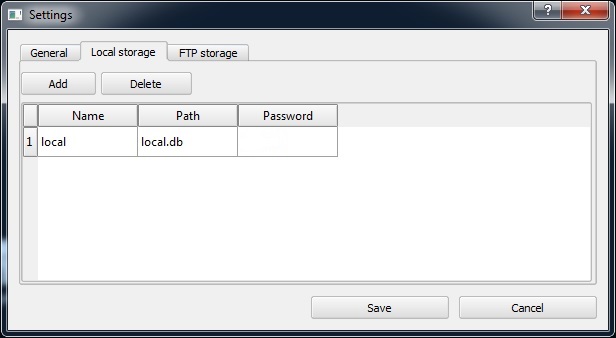 Settings
?
General Local storage FTP storage
Add Delete
Name Path Password
1 local local.db
Save Cancel